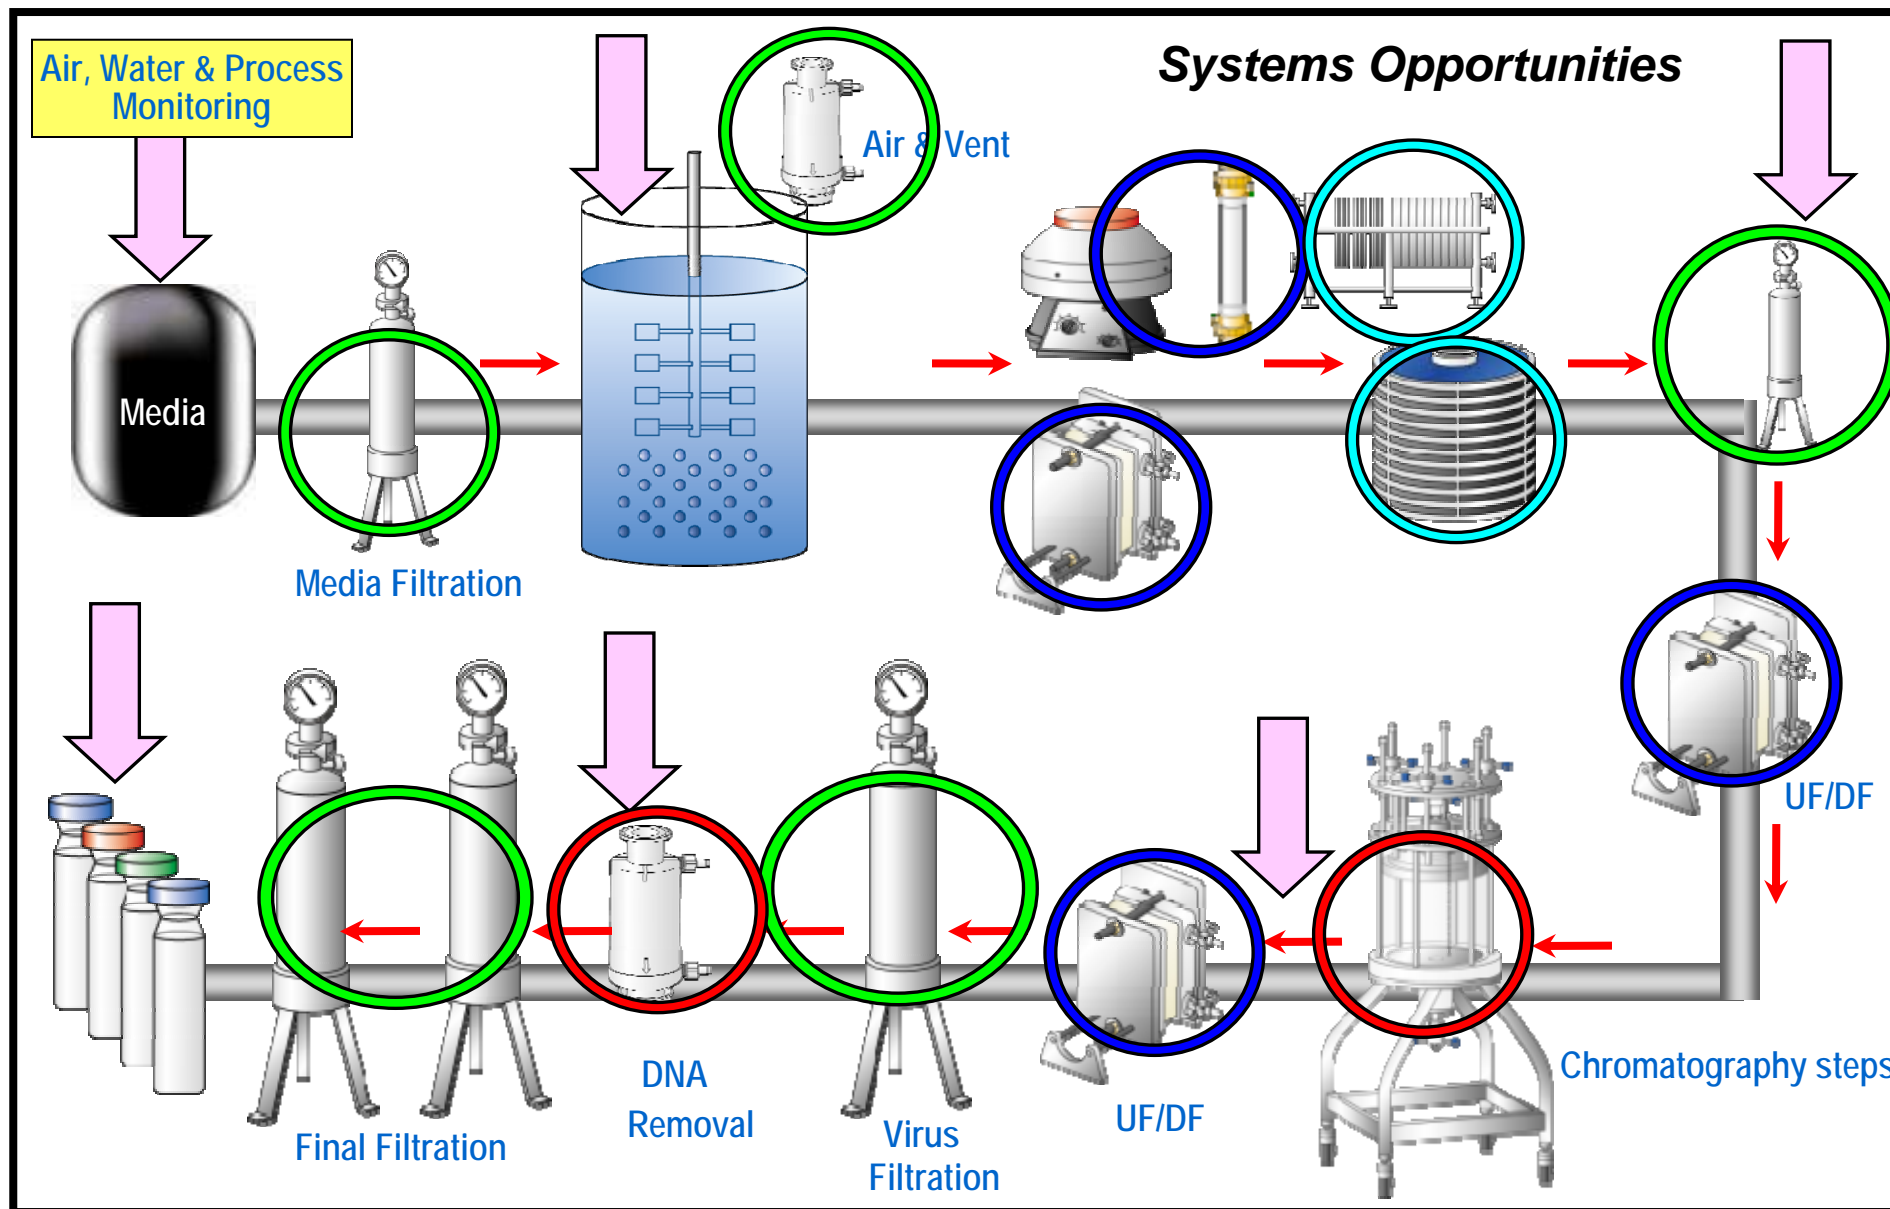 Air, Water & Process
Monitoring
Systems Opportunities
Air & Vent
Media
Media Filtration
UF/DF
Chromatography steps
UF/DF
Virus
Filtration
DNA
Removal
Final Filtration